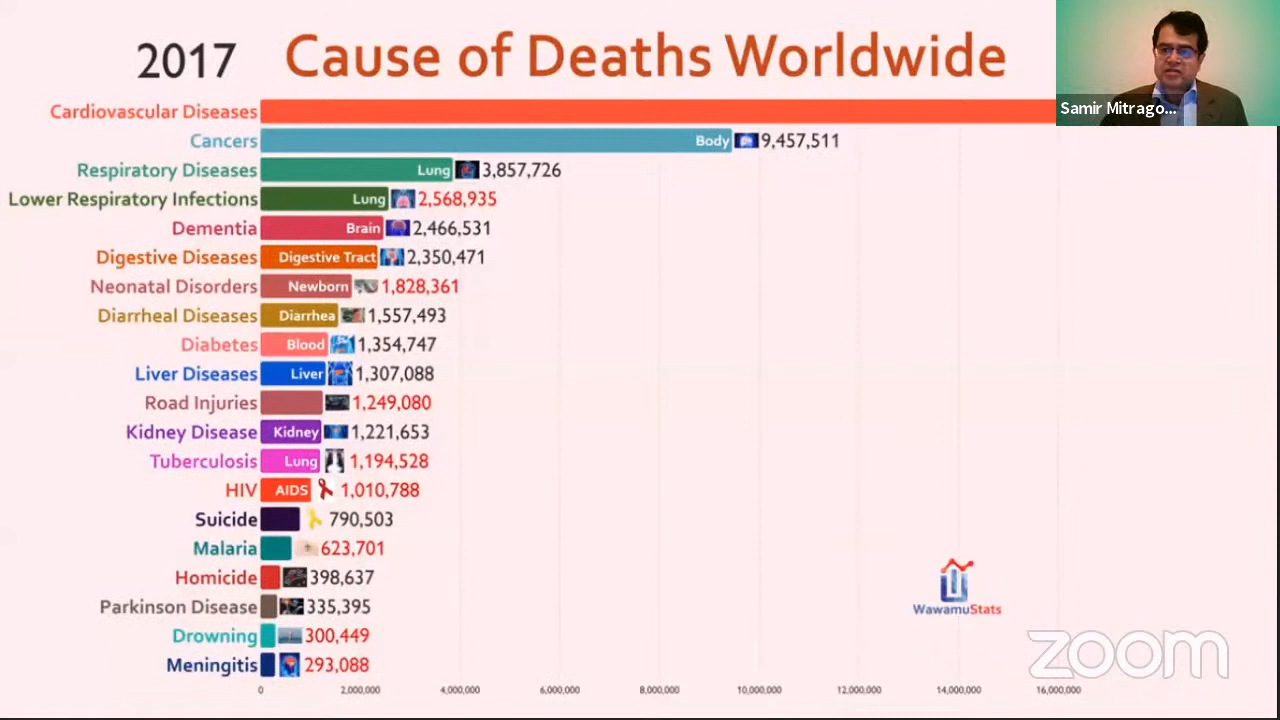 2017 Cause of Deaths Worldwide
Samir Mitrago...
Cardiovascular Diseases
Cancers Body 9,457,511
Respiratory Diseases Lung 3,857,726
Lower Respiratory Infections Lung 2,568,935
Dementia Brain 2,466,531
Digestive Diseases Digestive Tract 2,350,471
Neonatal Disorders Newborn 1,828,361
Diarrheal Diseases Diarrhea 1,557,493
Diabetes Blood 1,354,747
Liver Diseases Liver 1,307,088
Road Injuries 1,249,080
Kidney Disease Kidney 1,221,653
Tuberculosis Lung 1,194,528
HIV AIDS 1,010,788
Suicide 790,503
Malaria 623,701
Homicide 398,637
Parkinson Disease 335,395
WawamuStats
Drowning 300,449
Meningitis 293,088
zoom
0 2,000,000 4,000,000 6,000,000 8,000,000 10,000,000 12,000,000 14,000,000 16,000,000